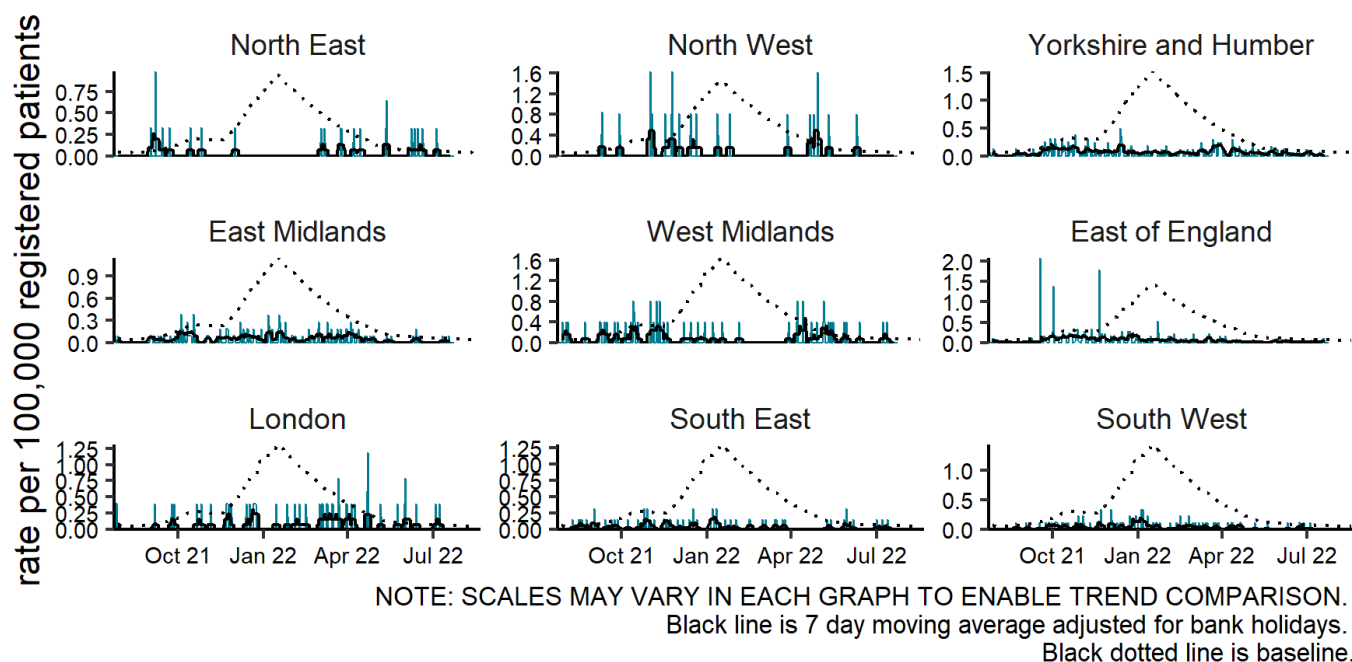 rate per 100,000 registered patients
North East
0.75
0.50
0.25
0.00
North West
1.6
1.2
0.8
0.4
0.0
Yorkshire and Humber
1.5
1.0
0.5
0.0
East Midlands
0.9
0.6
0.3
0.0
West Midlands
1.6
1.2
0.8
0.4
0.0
East of England
2.0
1.5
1.0
0.5
0.0
London
1.25
1.00
0.75
0.50
0.25
0.00
South East
1.25
1.00
0.75
0.50
0.25
0.00
South West
1.0
0.5
0.0
Oct 21 Jan 22 Apr 22 Jul 22
Oct 21 Jan 22 Apr 22 Jul 22
Oct 21 Jan 22 Apr 22 Jul 22
NOTE: SCALES MAY VARY IN EACH GRAPH TO ENABLE TREND COMPARISON.
Black line is 7 day moving average adjusted for bank holidays.
Black dotted line is baseline.